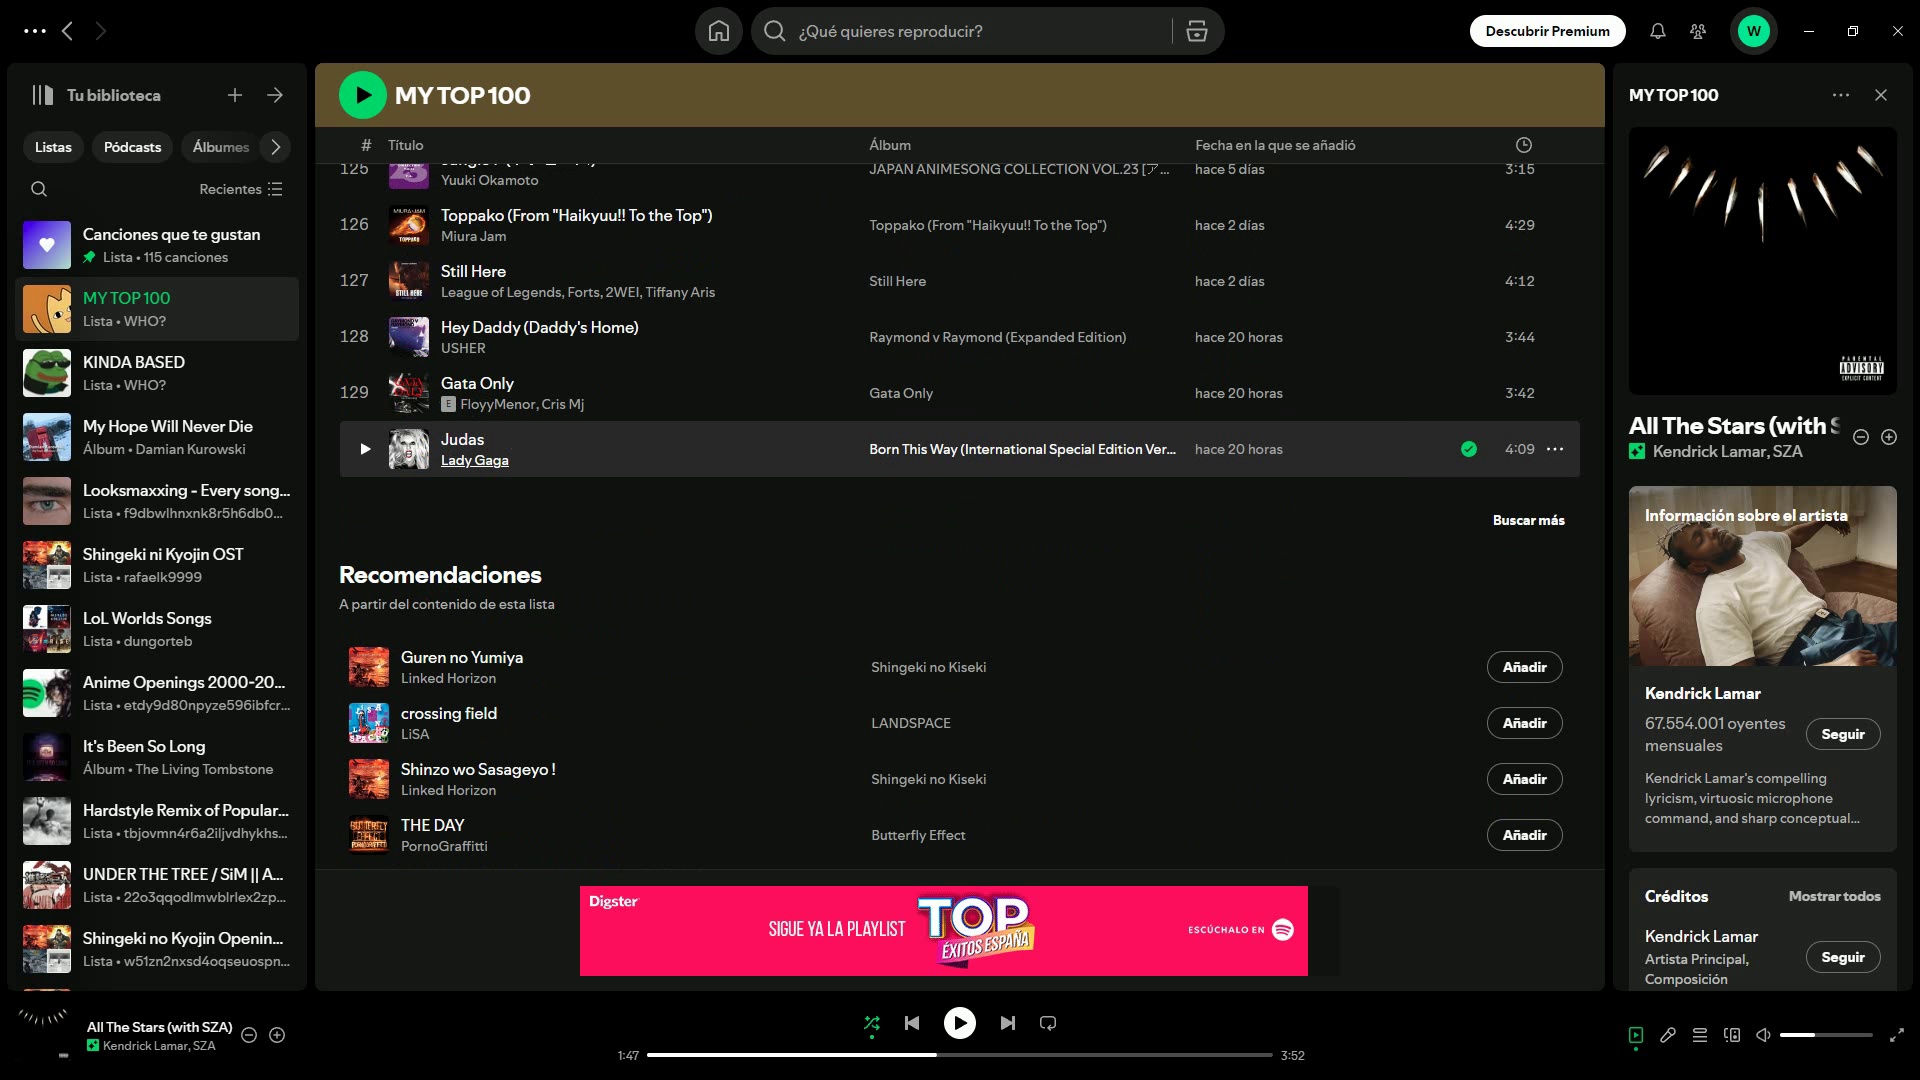 ¿Qué quieres reproducir?
Descubrir Premium
W
Tu biblioteca
Listas
Pódcasts
Álbumes
Recientes
Canciones que te gustan
Lista • 115 canciones
MY TOP 100
Lista • WHO?
KINDA BASED
Lista • WHO?
My Hope Will Never Die
Álbum • Damian Kurowski
Looksmaxxing - Every song...
Lista • f9dbwlhnxnk8r5h6db0...
Shingeki ni Kyojin OST
Lista • rafaelk9999
LoL Worlds Songs
Lista • dungorteb
Anime Openings 2000-20...
Lista • etdy9d80npyze596ibfcr...
It's Been So Long
Álbum • The Living Tombstone
Hardstyle Remix of Popular...
Lista • tbjovmn4r6a2iljvdhykhs...
UNDER THE TREE / SiM || A...
Lista • 22o3qqodlmwblrlex2zp...
Shingeki no Kyojin Openin...
Lista • w51zn2nxsd4oqseuospn...
MY TOP 100
# Título Álbum Fecha en la que se añadió
125 Yuuki Okamoto JAPAN ANIMESONG COLLECTION VOL.23 [ア... hace 5 días 3:15
126 Toppako (From "Haikyuu!! To the Top") Toppako (From "Haikyuu!! To the Top") hace 2 días 4:29
Miura Jam
127 Still Here Still Here hace 2 días 4:12
League of Legends, Forts, 2WEI, Tiffany Aris
128 Hey Daddy (Daddy's Home) Raymond v Raymond (Expanded Edition) hace 20 horas 3:44
USHER
129 Gata Only Gata Only hace 20 horas 3:42
E FloyyMenor, Cris Mj
Judas Born This Way (International Special Edition Ver... hace 20 horas 4:09
Lady Gaga
Buscar más
Recomendaciones
A partir del contenido de esta lista
Guren no Yumiya Shingeki no Kiseki Añadir
Linked Horizon
crossing field LANDSPACE Añadir
LiSA
Shinzo wo Sasageyo ! Shingeki no Kiseki Añadir
Linked Horizon
THE DAY Butterfly Effect Añadir
PornoGraffitti
Digster
SIGUE YA LA PLAYLIST
TOP
ÉXITOS ESPAÑA
ESCÚCHALO EN
MY TOP 100
PARENTAL
ADVISORY
EXPLICIT CONTENT
All The Stars (with S
Kendrick Lamar, SZA
Información sobre el artista
Kendrick Lamar
67.554.001 oyentes
mensuales
Seguir
Kendrick Lamar's compelling
lyricism, virtuosic microphone
command, and sharp conceptual...
Créditos Mostrar todos
Kendrick Lamar
Artista Principal,
Composición
Seguir
All The Stars (with SZA)
Kendrick Lamar, SZA
1:47
3:52